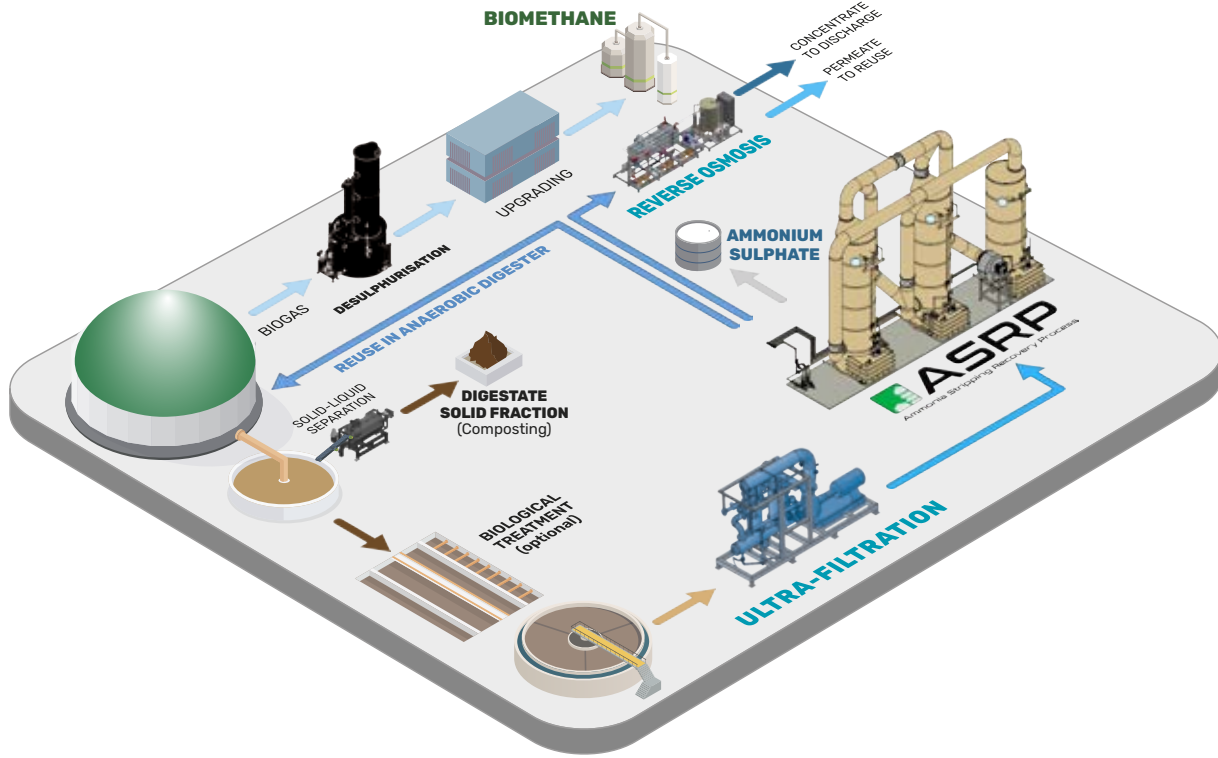 BIOMETHANE
CONCENTRATE
TO DISCHARGE
PERMEATE
TO REUSE
REVERSE OSMOSIS
UPGRADING
AMMONIUM
SULPHATE
DESULPHURISATION
BIOGAS
REUSE IN ANAEROBIC DIGESTER
ASRP
Ammonia Stripping Recovery Process
SOLID-LIQUID
SEPARATION
DIGESTATE
SOLID FRACTION
(Composting)
BIOLOGICAL
TREATMENT
(optional)
ULTRA-FILTRATION